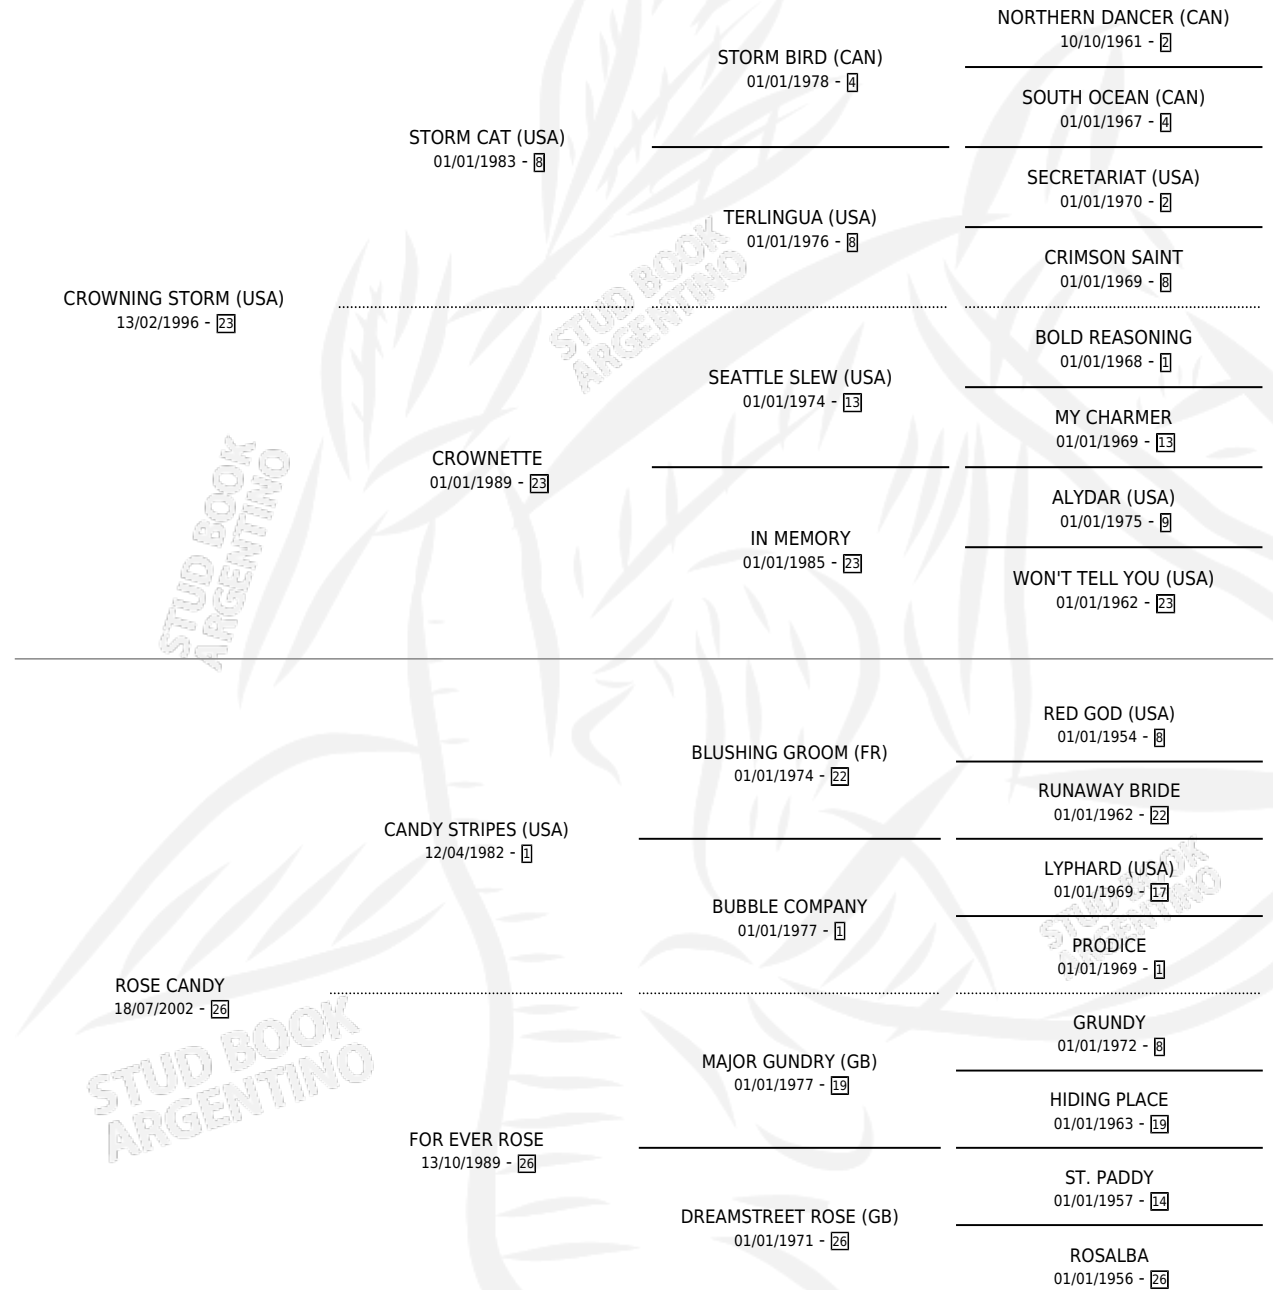 NORTHERN DANCER (CAN)
10/10/1961 - 2
STORM BIRD (CAN)
01/01/1978 - 4
SOUTH OCEAN (CAN)
01/01/1967 - 4
STORM CAT (USA)
01/01/1983 - 8
SECRETARIAT (USA)
01/01/1970 - 2
TERLINGUA (USA)
01/01/1976 - 8
CRIMSON SAINT
01/01/1969 - 8
CROWNING STORM (USA)
13/02/1996 - 23
BOLD REASONING
01/01/1968 - 1
SEATTLE SLEW (USA)
01/01/1974 - 13
MY CHARMER
01/01/1969 - 13
CROWNETTE
01/01/1989 - 23
ALYDAR (USA)
01/01/1975 - 9
IN MEMORY
01/01/1985 - 23
WON'T TELL YOU (USA)
01/01/1962 - 23
RED GOD (USA)
01/01/1954 - 8
BLUSHING GROOM (FR)
01/01/1974 - 22
RUNAWAY BRIDE
01/01/1962 - 22
CANDY STRIPES (USA)
12/04/1982 - 1
LYPHARD (USA)
01/01/1969 - 17
BUBBLE COMPANY
01/01/1977 - 1
PRODICE
01/01/1969 - 1
ROSE CANDY
18/07/2002 - 26
GRUNDY
01/01/1972 - 8
MAJOR GUNDRY (GB)
01/01/1977 - 19
HIDING PLACE
01/01/1963 - 19
FOR EVER ROSE
13/10/1989 - 26
ST. PADDY
01/01/1957 - 14
DREAMSTREET ROSE (GB)
01/01/1971 - 26
ROSALBA
01/01/1956 - 26
STUD BOOK
ARGENTINO
STUD BOOK
ARGENTINO
STUD BOOK
ARGENTINO
STUD BOOK
ARGENTINO